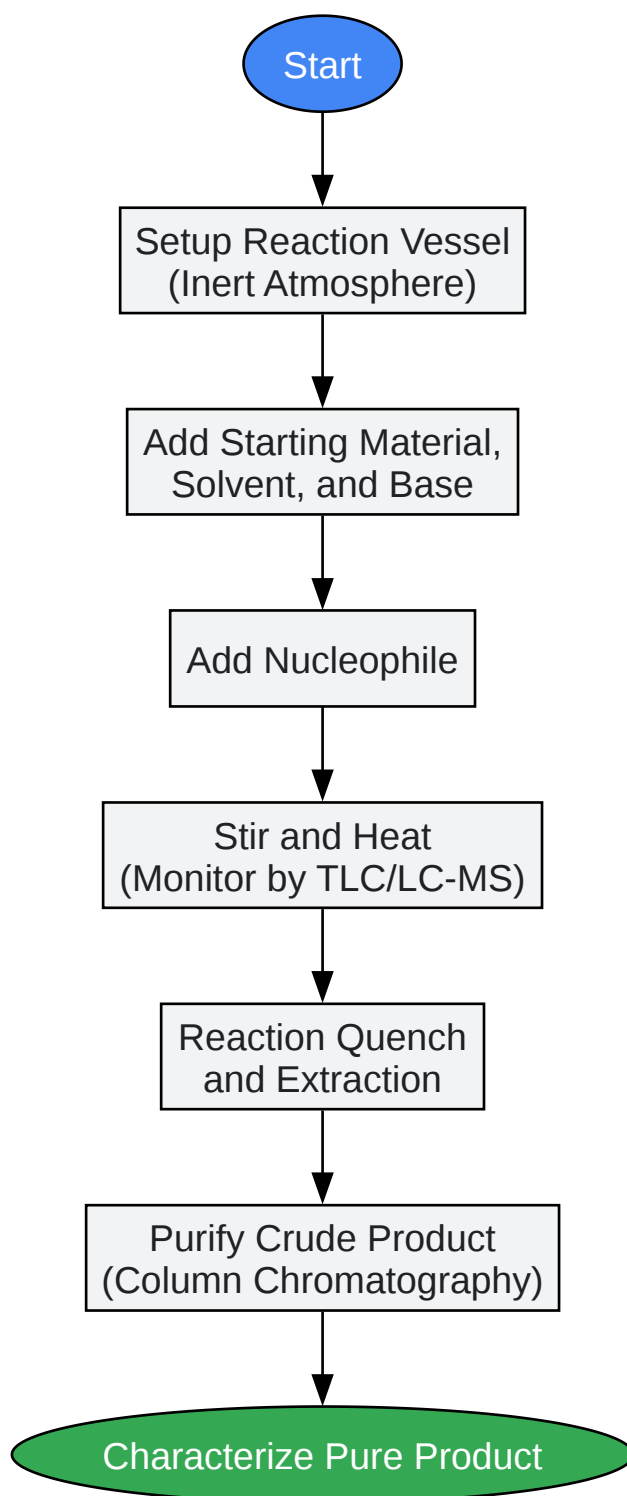 Start
Setup Reaction Vessel
(Inert Atmosphere)
Add Starting Material,
Solvent, and Base
Add Nucleophile
Stir and Heat
(Monitor by TLC/LC-MS)
Reaction Quench
and Extraction
Purify Crude Product
(Column Chromatography)
Characterize Pure Product